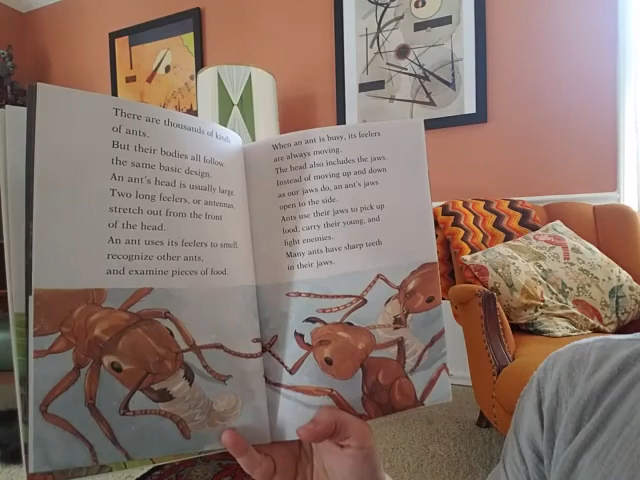 There are thousands of kinds
of ants.
But their bodies all follow
the same basic design.
An ant's head is usually large.
Two long feelers, or antennas,
stretch out from the front
of the head.
An ant uses its feelers to smell,
recognize other ants,
and examine pieces of food.
When an ant is busy, its feelers
are always moving.
The head also includes the jaws.
Instead of moving up and down
as our jaws do, an ant's jaws
open to the side.
Ants use their jaws to pick up
food, carry their young, and
fight enemies.
Many ants have sharp teeth
in their jaws.